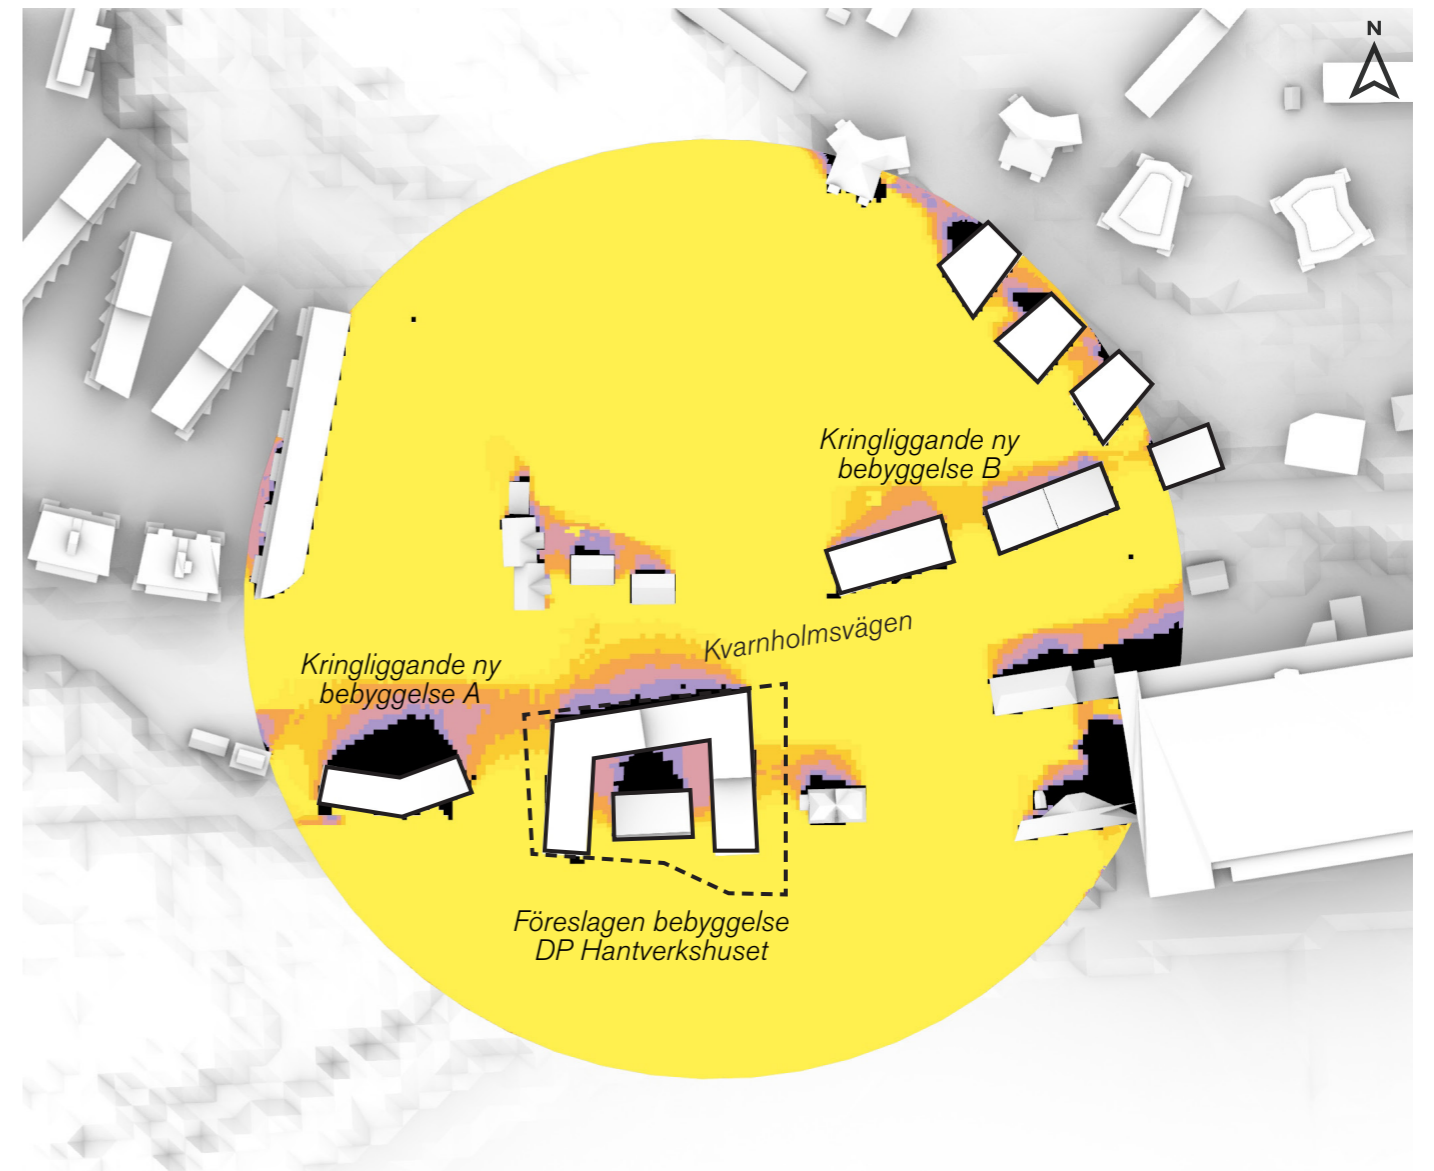 N
Kringliggande ny
bebyggelse B
Kvarnholmsvägen
Kringliggande ny
bebyggelse A
Föreslagen bebyggelse
DP Hantverkshuset